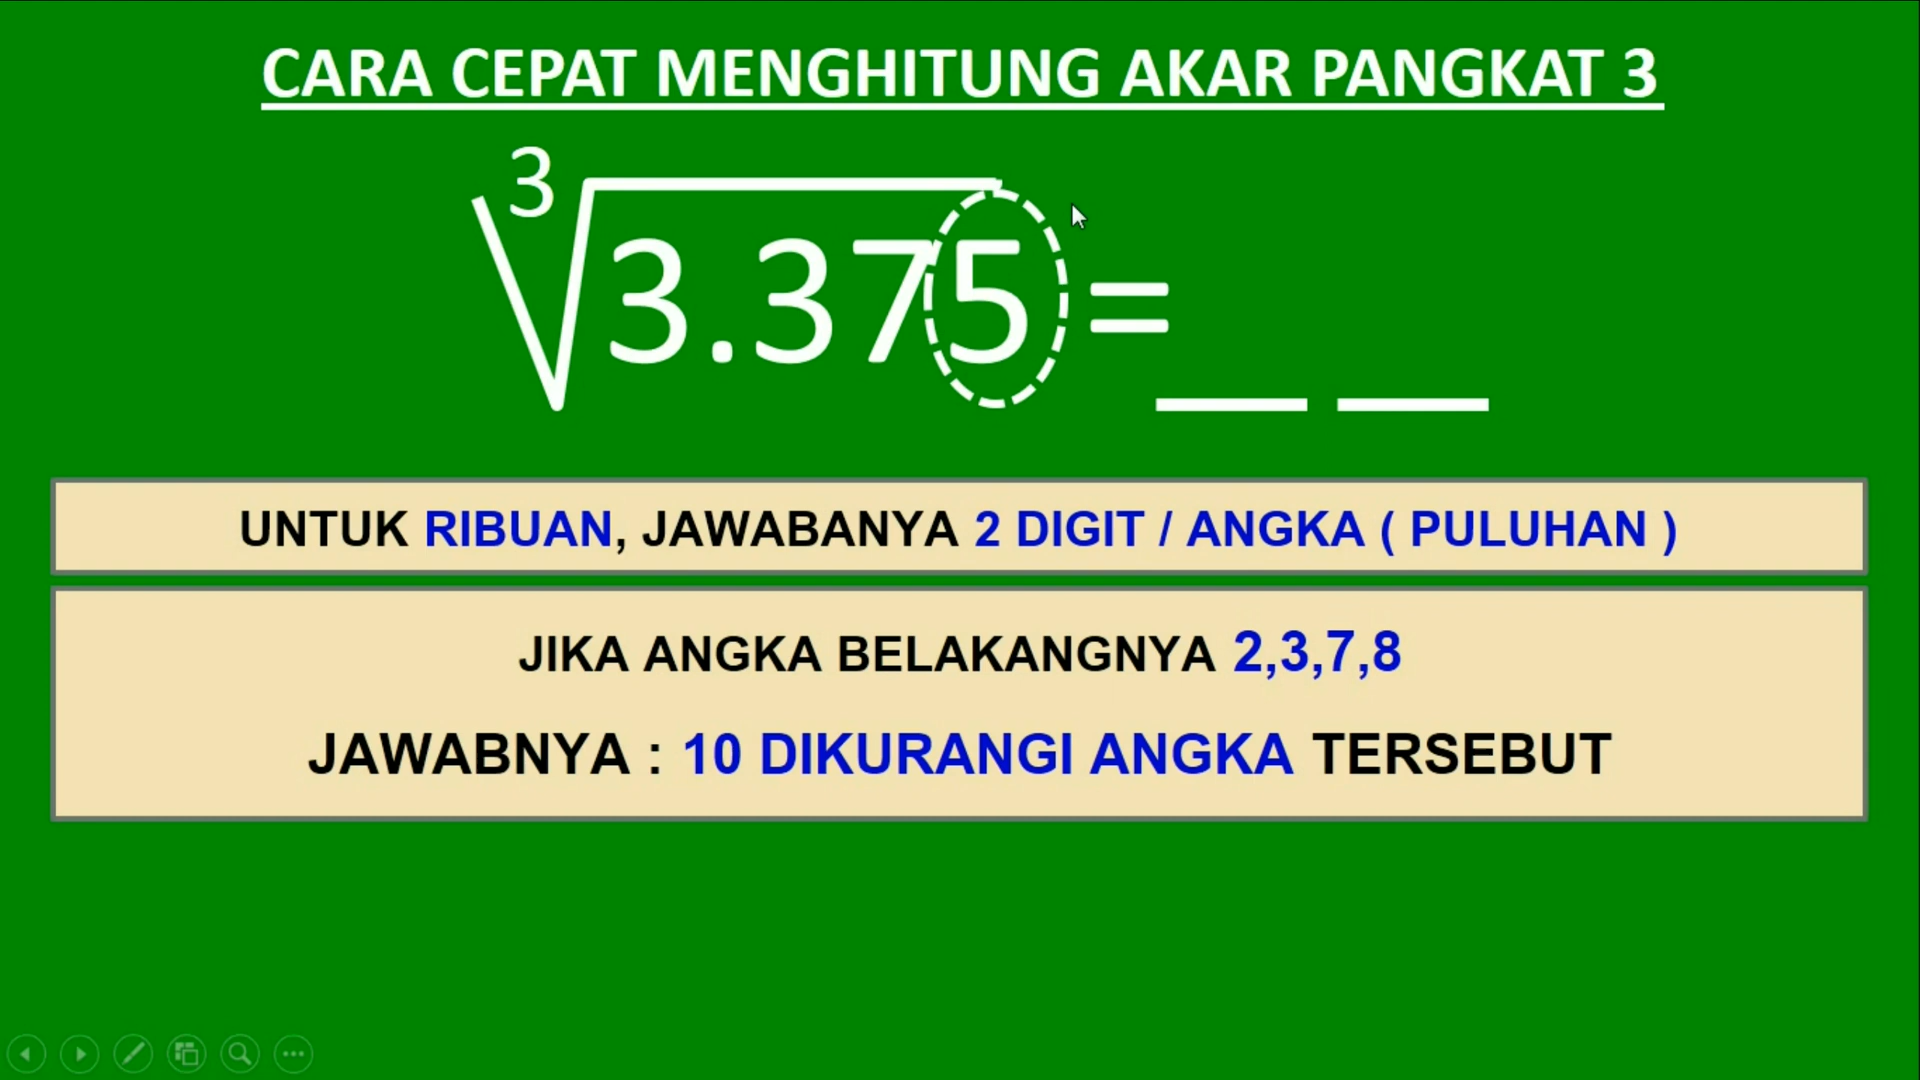 CARA CEPAT MENGHITUNG AKAR PANGKAT 3
3√3.375 = __ __
UNTUK RIBUAN, JAWABANYA 2 DIGIT / ANGKA ( PULUHAN )
JIKA ANGKA BELAKANGNYA 2,3,7,8
JAWABNYA : 10 DIKURANGI ANGKA TERSEBUT